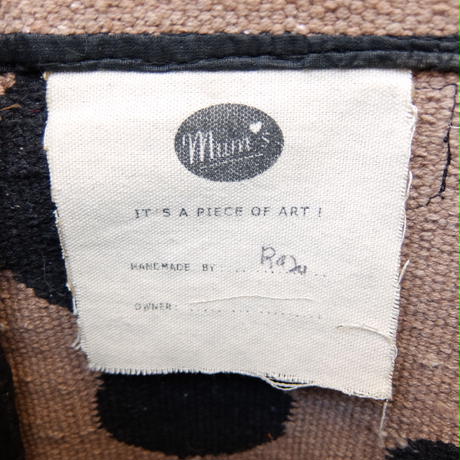 Mum's
IT'S A PIECE OF ART !
HANDMADE BY : ............ Raju
OWNER: ....................